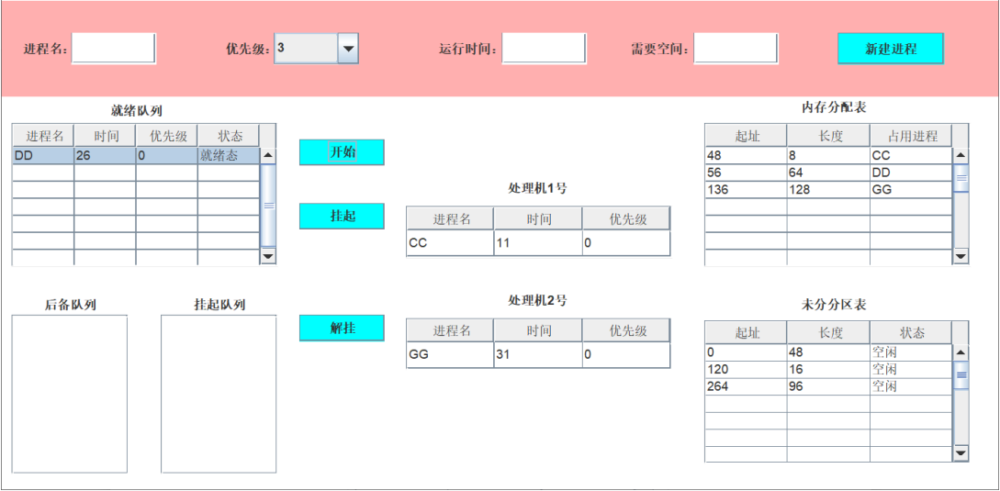 进程名: 优先级: 3 运行时间: 需要空间: 新建进程
就绪队列
进程名 时间 优先级 状态
DD 26 0 就绪态
开始
挂起
处理机1号
进程名 时间 优先级
CC 11 0
内存分配表
起址 长度 占用进程
48 8 CC
56 64 DD
136 128 GG
后备队列
挂起队列
解挂
处理机2号
进程名 时间 优先级
GG 31 0
未分分区表
起址 长度 状态
0 48 空闲
120 16 空闲
264 96 空闲